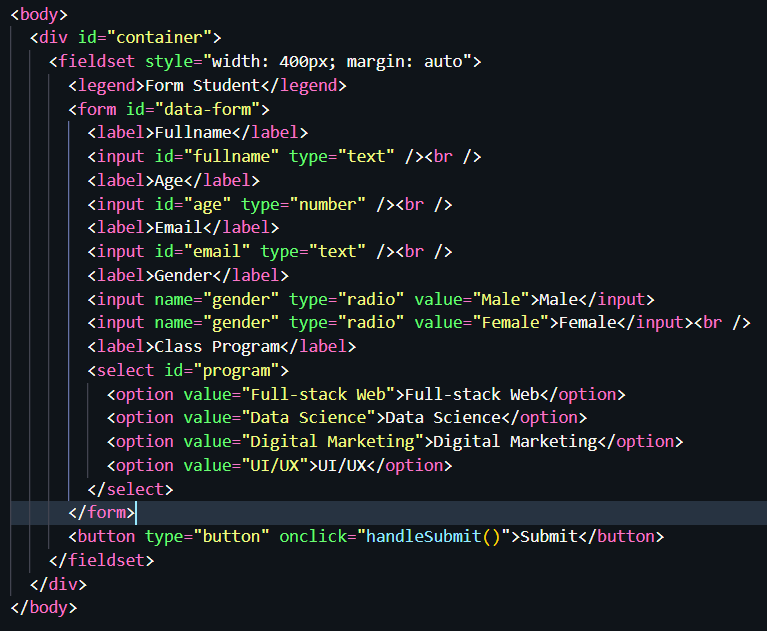 <body>
<div id="container">
<fieldset style="width: 400px; margin: auto">
<legend>Form Student</legend>
<form id="data-form">
<label>Fullname</label>
<input id="fullname" type="text" /><br />
<label>Age</label>
<input id="age" type="number" /><br />
<label>Email</label>
<input id="email" type="text" /><br />
<label>Gender</label>
<input name="gender" type="radio" value="Male">Male</input>
<input name="gender" type="radio" value="Female">Female</input><br />
<label>Class Program</label>
<select id="program">
<option value="Full-stack Web">Full-stack Web</option>
<option value="Data Science">Data Science</option>
<option value="Digital Marketing">Digital Marketing</option>
<option value="UI/UX">UI/UX</option>
</select>
</form>
<button type="button" onclick="handleSubmit()">Submit</button>
</fieldset>
</div>
</body>